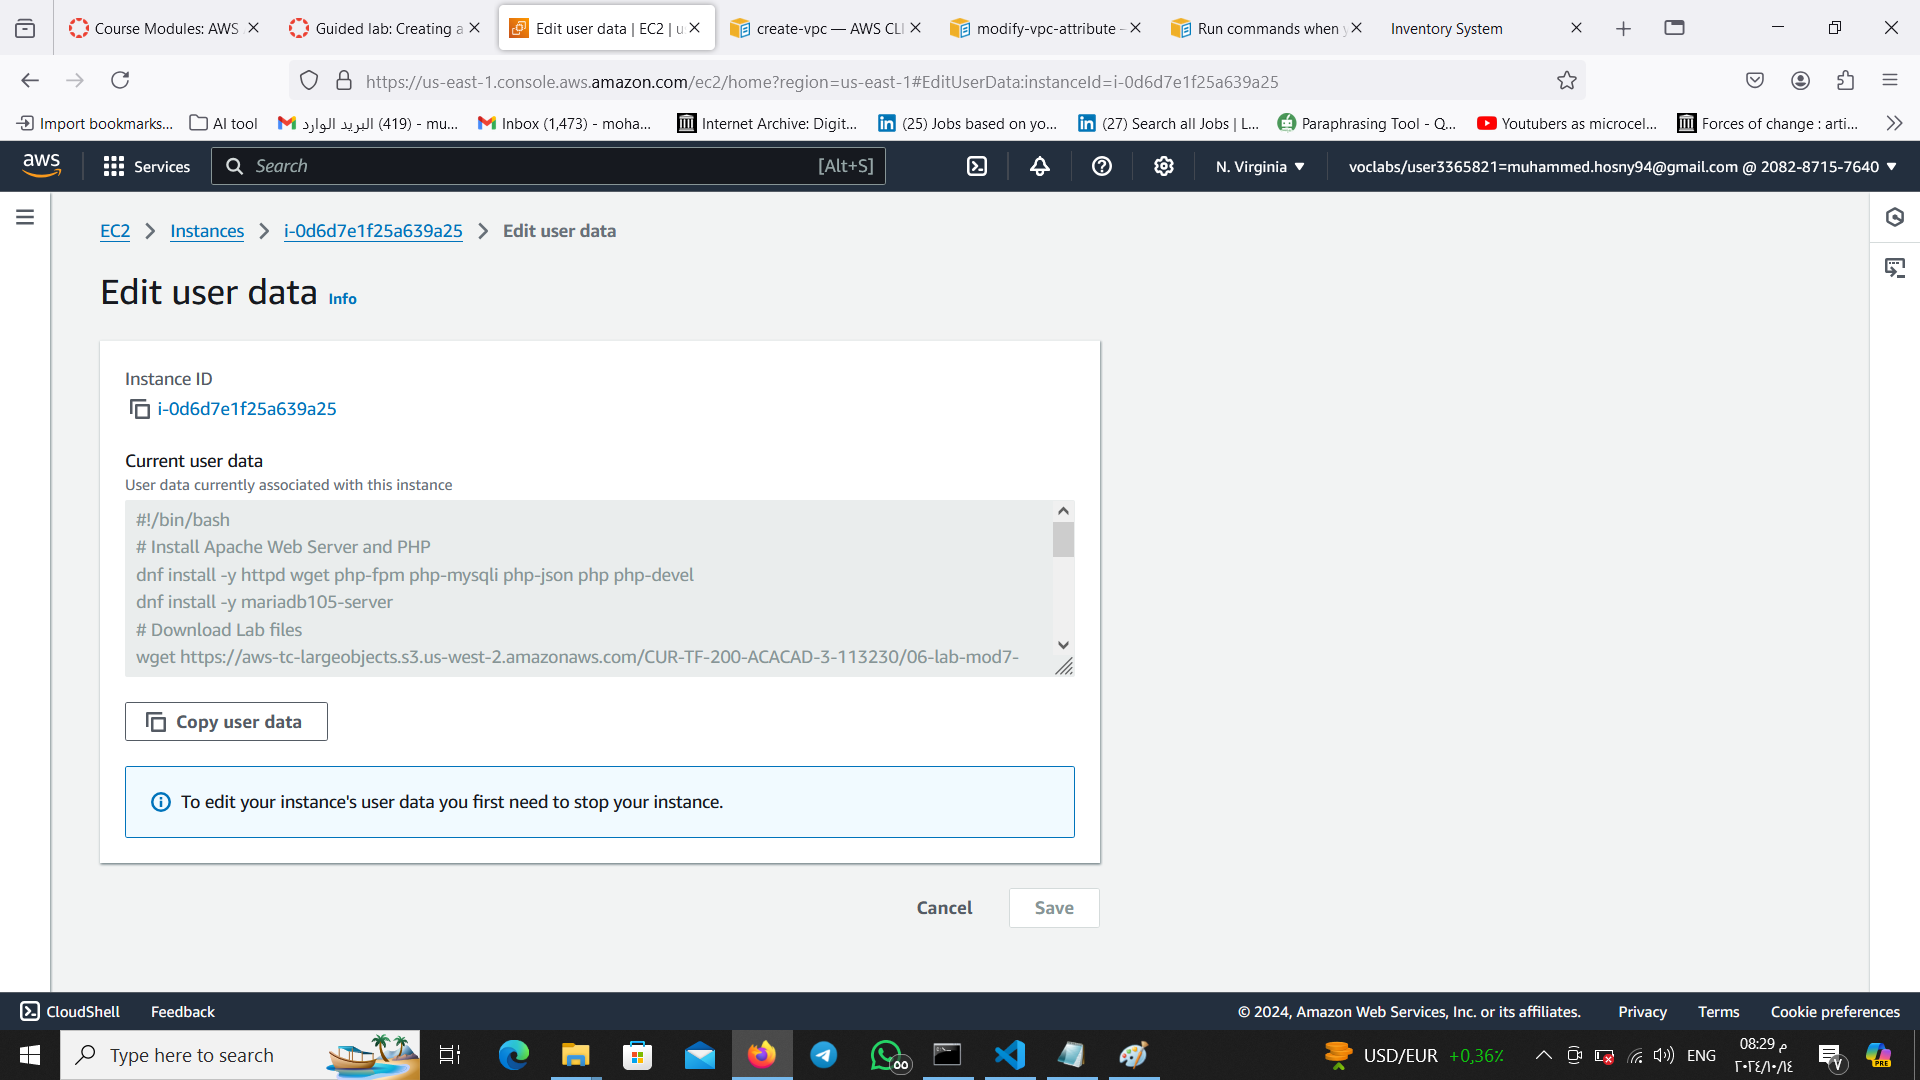 Course Modules: AWS
Guided lab: Creating a
Edit user data | EC2 | u
create-vpc — AWS CLI
modify-vpc-attribute -
Run commands when y
Inventory System
https://us-east-1.console.aws.amazon.com/ec2/home?region=us-east-1#EditUserData:instanceId=i-0d6d7e1f25a639a25
Import bookmarks...
AI tool
البريد الوارد (419) - mu...
Inbox (1,473) - moha...
Internet Archive: Digit...
(25) Jobs based on yo...
(27) Search all Jobs | L...
Paraphrasing Tool - Q...
Youtubers as microcel...
Forces of change : arti...
aws
Services
Search
[Alt+S]
N. Virginia
voclabs/user3365821=muhammed.hosny94@gmail.com @ 2082-8715-7640
EC2
Instances
i-0d6d7e1f25a639a25
Edit user data
Edit user data Info
Instance ID
i-0d6d7e1f25a639a25
Current user data
User data currently associated with this instance
#!/bin/bash
# Install Apache Web Server and PHP
dnf install -y httpd wget php-fpm php-mysqli php-json php php-devel
dnf install -y mariadb105-server
# Download Lab files
wget https://aws-tc-largeobjects.s3.us-west-2.amazonaws.com/CUR-TF-200-ACACAD-3-113230/06-lab-mod7-
Copy user data
To edit your instance's user data you first need to stop your instance.
Cancel
Save
CloudShell
Feedback
© 2024, Amazon Web Services, Inc. or its affiliates.
Privacy
Terms
Cookie preferences
Type here to search
USD/EUR +0,36٪
ENG
08:29 م
٢٠٢٤/١٠/١٤
PRE